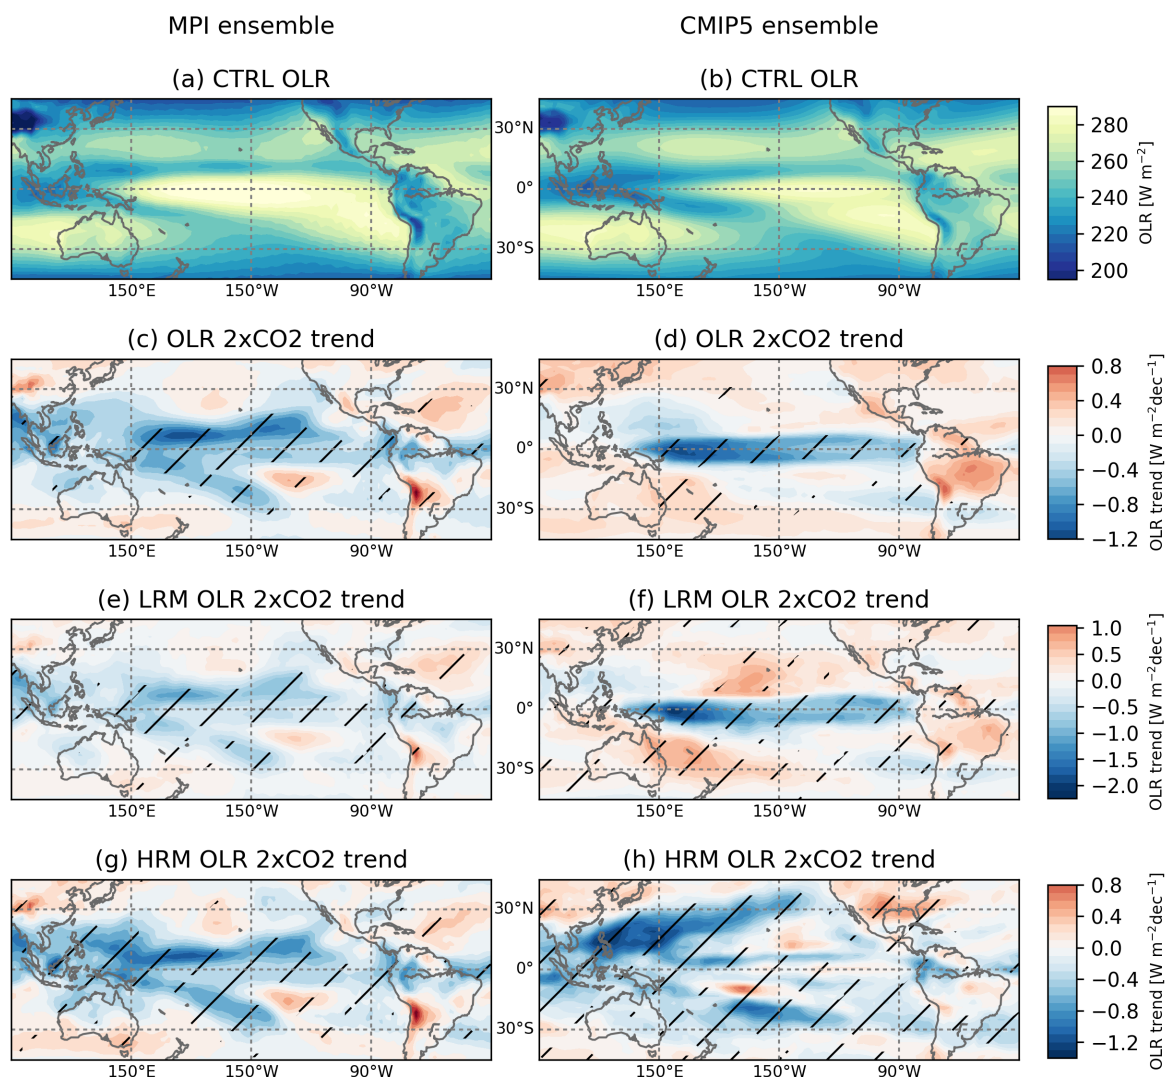 MPI ensemble
CMIP5 ensemble
(a) CTRL OLR
(b) CTRL OLR
30°N
0°
30°S
150°E
150°W
90°W
150°E
150°W
90°W
280
260
240
220
200
OLR [W m⁻²]
(c) OLR 2xCO2 trend
(d) OLR 2xCO2 trend
30°N
0°
30°S
150°E
150°W
90°W
150°E
150°W
90°W
0.8
0.4
0.0
−0.4
−0.8
−1.2
OLR trend [W m⁻²dec⁻¹]
(e) LRM OLR 2xCO2 trend
(f) LRM OLR 2xCO2 trend
30°N
0°
30°S
150°E
150°W
90°W
150°E
150°W
90°W
1.0
0.5
0.0
−0.5
−1.0
−1.5
−2.0
OLR trend [W m⁻²dec⁻¹]
(g) HRM OLR 2xCO2 trend
(h) HRM OLR 2xCO2 trend
30°N
0°
30°S
150°E
150°W
90°W
150°E
150°W
90°W
0.8
0.4
0.0
−0.4
−0.8
−1.2
OLR trend [W m⁻²dec⁻¹]